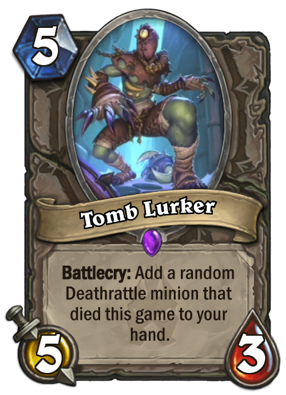 5
Tomb Lurker
Battlecry: Add a random
Deathrattle minion that
died this game to your
hand.
5
3